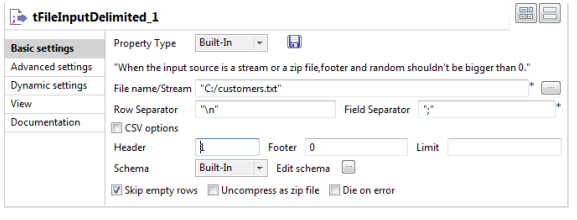 tFileInputDelimited_1
Basic settings
Advanced settings
Dynamic settings
View
Documentation
Property Type Built-In
"When the input source is a stream or a zip file,footer and random shouldn't be bigger than 0."
File name/Stream "C:/customers.txt" * ...
Row Separator "\n" Field Separator ";" *
CSV options
Header 1 Footer 0 Limit
Schema Built-In Edit schema ...
Skip empty rows Uncompress as zip file Die on error